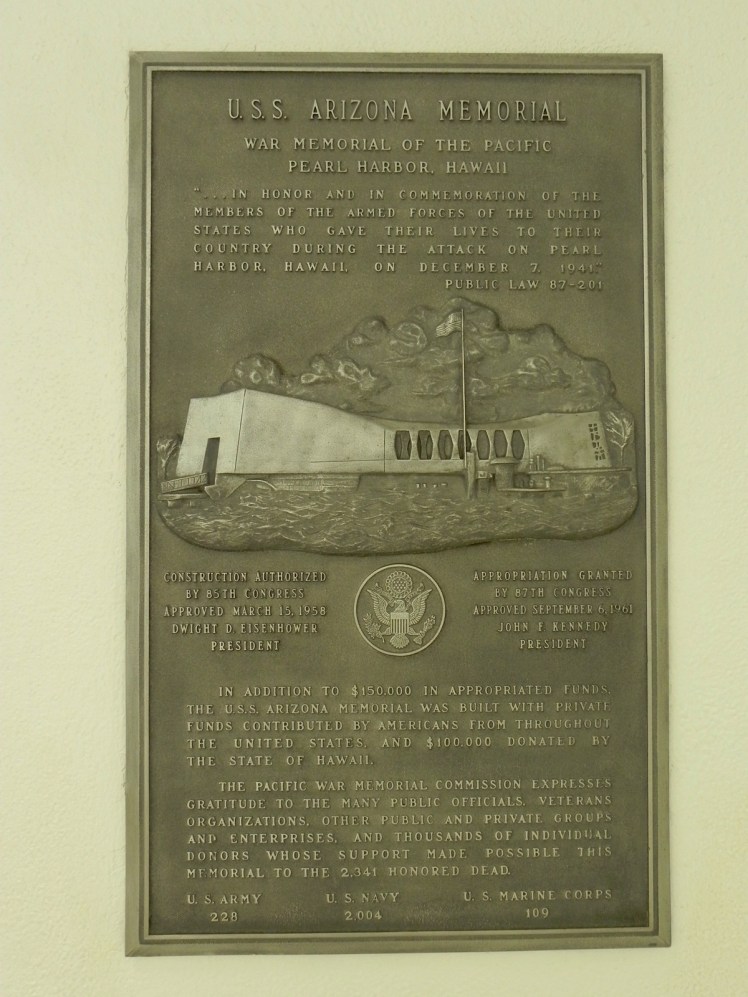 U.S.S. ARIZONA MEMORIAL
WAR MEMORIAL OF THE PACIFIC
PEARL HARBOR, HAWAII
"...IN HONOR AND IN COMMEMORATION OF THE
MEMBERS OF THE ARMED FORCES OF THE UNITED
STATES WHO GAVE THEIR LIVES TO THEIR
COUNTRY DURING THE ATTACK ON PEARL
HARBOR, HAWAII, ON DECEMBER 7, 1941."
PUBLIC LAW 87-201
CONSTRUCTION AUTHORIZED
BY 85TH CONGRESS
APPROVED MARCH 15, 1958
DWIGHT D. EISENHOWER
PRESIDENT
APPROPRIATION GRANTED
BY 87TH CONGRESS
APPROVED SEPTEMBER 6, 1961
JOHN F. KENNEDY
PRESIDENT
IN ADDITION TO $150,000 IN APPROPRIATED FUNDS,
THE U.S.S. ARIZONA MEMORIAL WAS BUILT WITH PRIVATE
FUNDS CONTRIBUTED BY AMERICANS FROM THROUGHOUT
THE UNITED STATES, AND $100,000 DONATED BY
THE STATE OF HAWAII.
THE PACIFIC WAR MEMORIAL COMMISSION EXPRESSES
GRATITUDE TO THE MANY PUBLIC OFFICIALS, VETERANS
ORGANIZATIONS, OTHER PUBLIC AND PRIVATE GROUPS
AND ENTERPRISES, AND THOUSANDS OF INDIVIDUAL
DONORS WHOSE SUPPORT MADE POSSIBLE THIS
MEMORIAL TO THE 2,341 HONORED DEAD.
U.S. ARMY
228
U.S. NAVY
2,004
U.S. MARINE CORPS
109